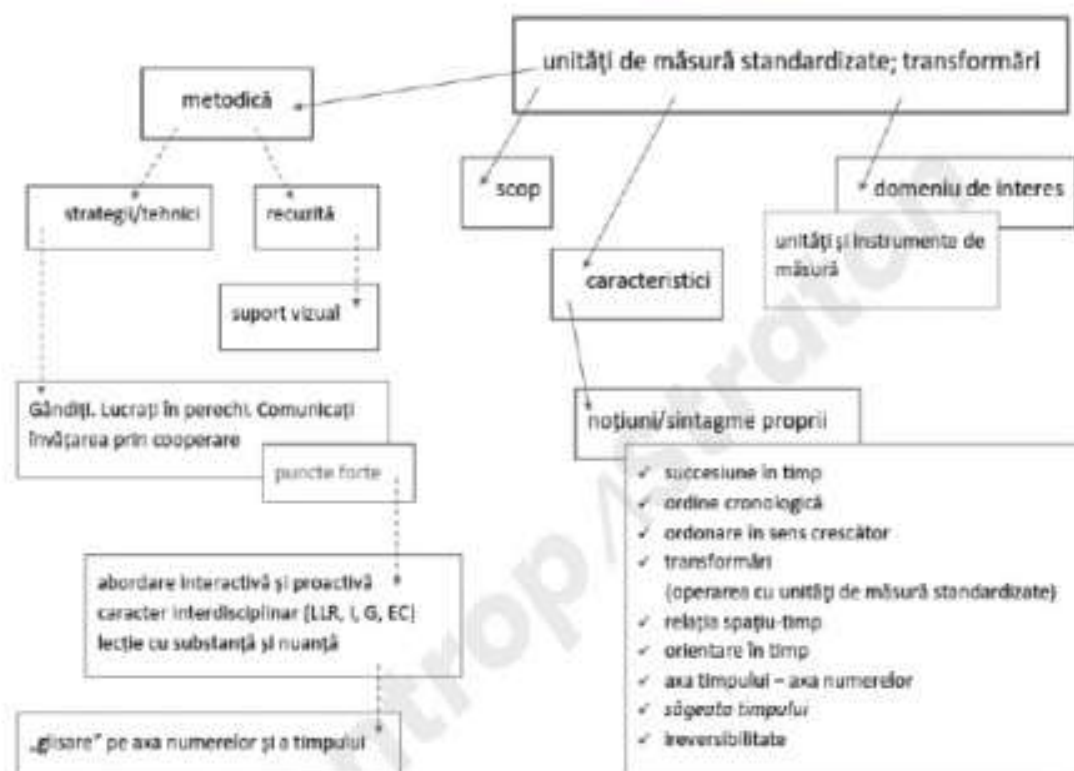 unități de măsură standardizate; transformări
metodică
scop
domeniu de interes
unități și instrumente de
măsură
strategii/tehnici
recuzită
caracteristici
suport vizual
Gândiți. Lucrați în perechi. Comunicați
învățarea prin cooperare
puncte forte
noțiuni/sintagme proprii
✓ succesiune în timp
✓ ordine cronologică
✓ ordonare în sens crescător
✓ transformări
(operarea cu unități de măsură standardizate)
✓ relația spațiu-timp
✓ orientare în timp
✓ axa timpului – axa numerelor
✓ săgeata timpului
✓ ireversibilitate
abordare interactivă și proactivă
caracter interdisciplinar (LLR, I, G, EC)
lecție cu substanță și nuanță
„glisare” pe axa numerelor și a timpului